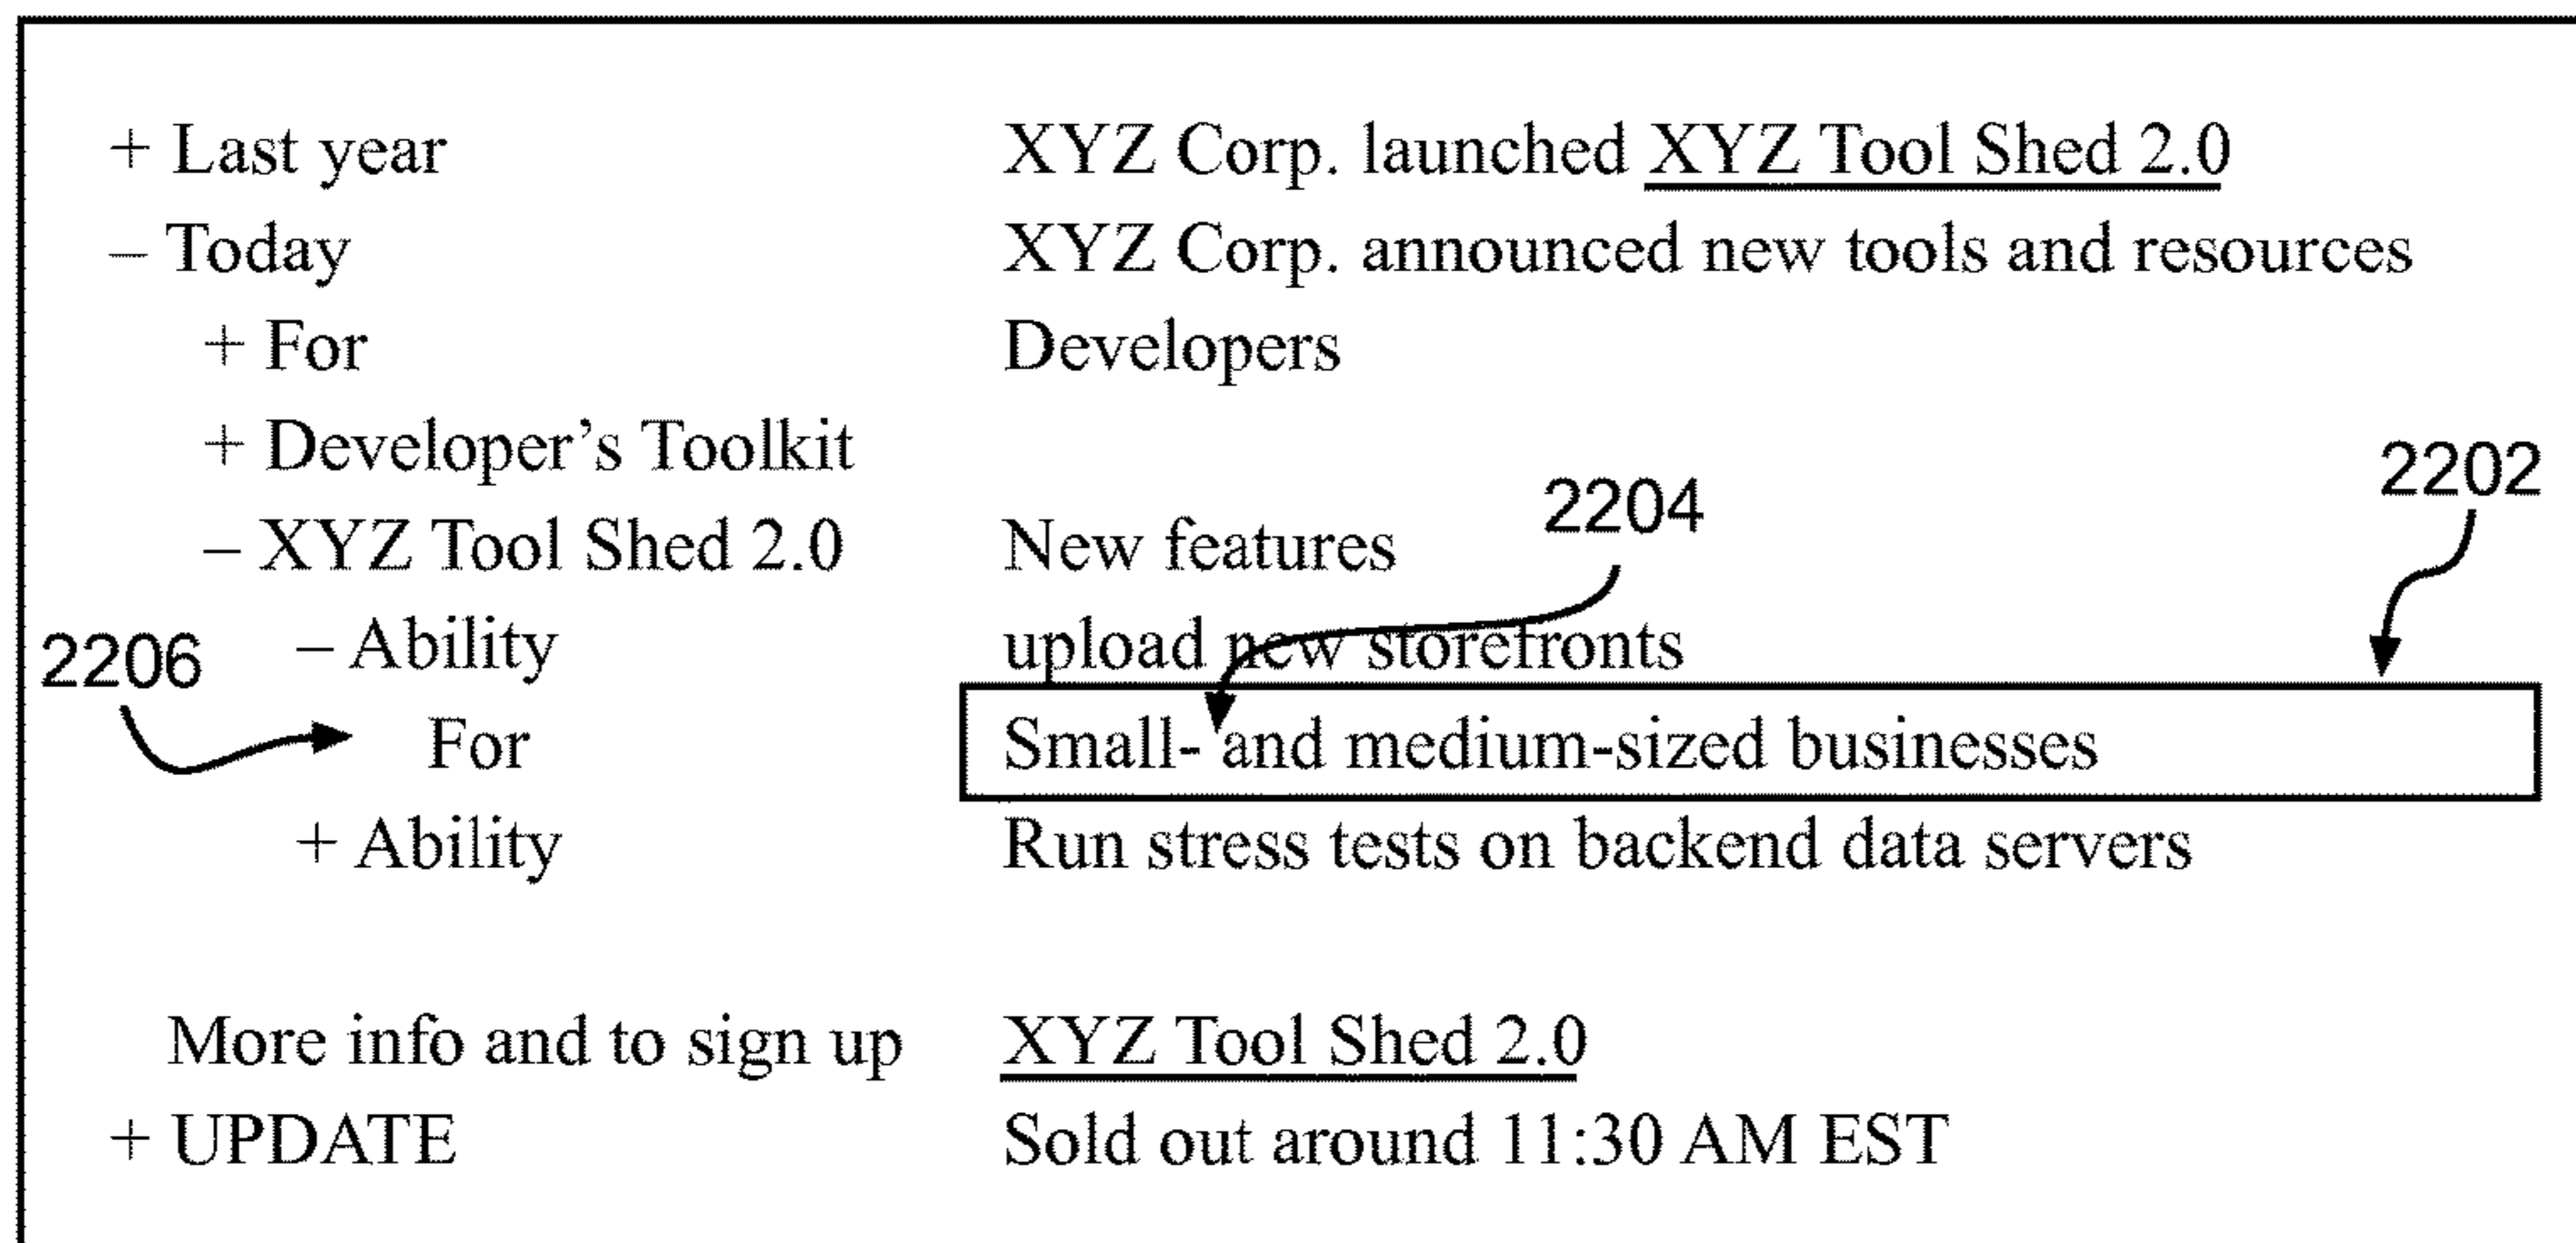 + Last year XYZ Corp. launched XYZ Tool Shed 2.0
– Today XYZ Corp. announced new tools and resources
+ For Developers
+ Developer’s Toolkit
2202
2204
– XYZ Tool Shed 2.0 New features
– Ability upload new storefronts
2206
For Small- and medium-sized businesses
+ Ability Run stress tests on backend data servers
More info and to sign up XYZ Tool Shed 2.0
+ UPDATE Sold out around 11:30 AM EST